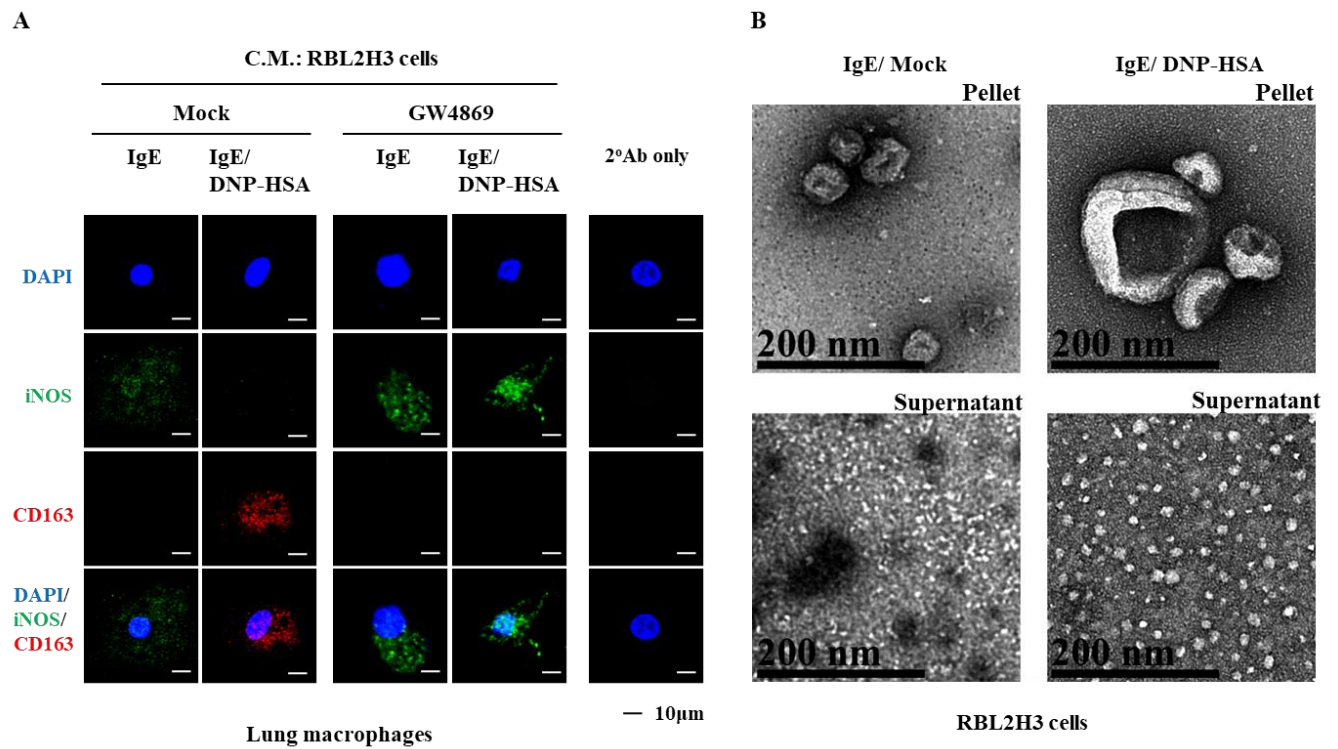 A
C.M.: RBL2H3 cells
Mock
GW4869
IgE
IgE/
DNP-HSA
IgE
IgE/
DNP-HSA
2°Ab only
DAPI
iNOS
CD163
DAPI/
iNOS/
CD163
10μm
Lung macrophages
B
IgE/ Mock
IgE/ DNP-HSA
Pellet
Pellet
200 nm
200 nm
Supernatant
Supernatant
200 nm
200 nm
RBL2H3 cells